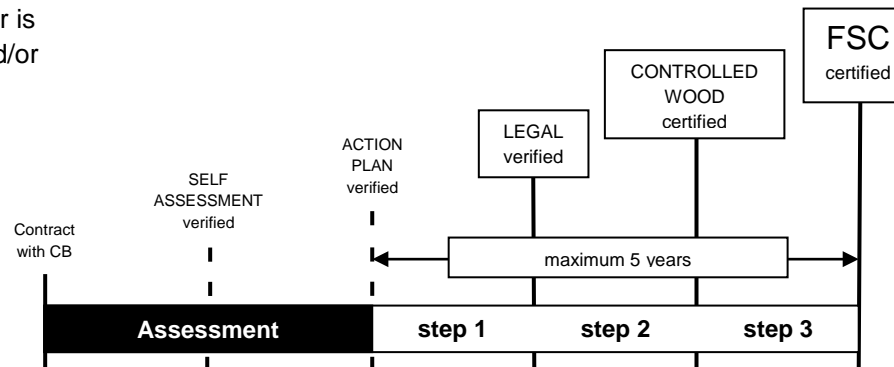 r is
d/or
FSC
certified
CONTROLLED
WOOD
certified
LEGAL
verified
ACTION
PLAN
verified
SELF
ASSESSMENT
verified
Contract
with CB
maximum 5 years
Assessment
step 1
step 2
step 3